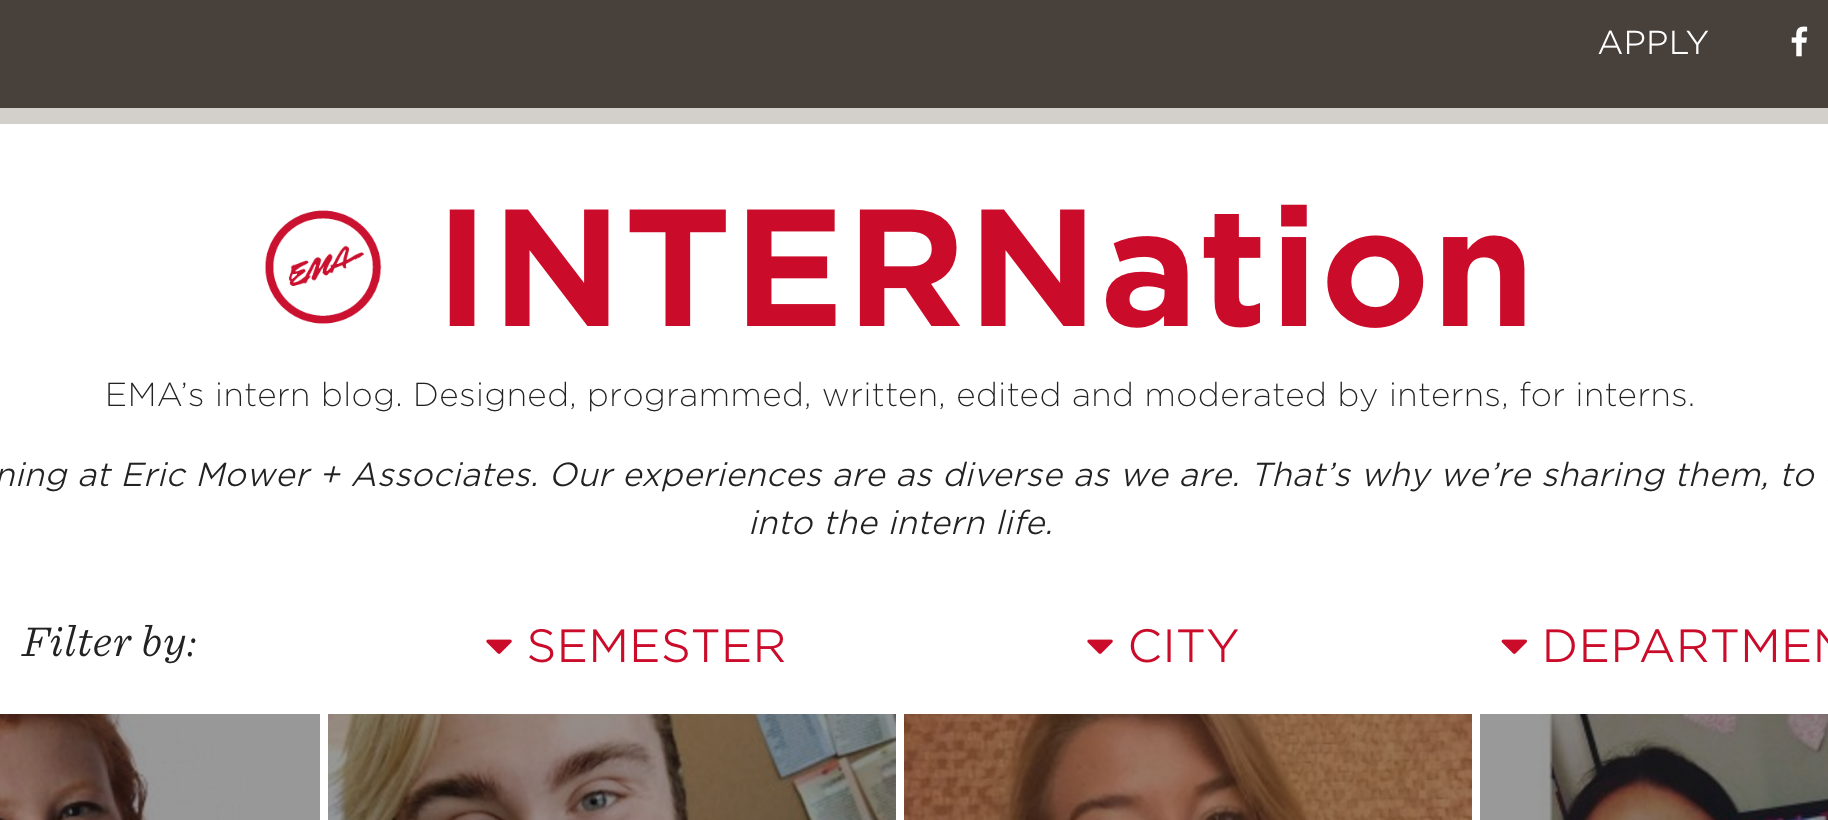 APPLY
EMA INTERNation
EMA’s intern blog. Designed, programmed, written, edited and moderated by interns, for interns.
ning at Eric Mower + Associates. Our experiences are as diverse as we are. That’s why we’re sharing them, to
into the intern life.
Filter by: SEMESTER CITY DEPARTMEN